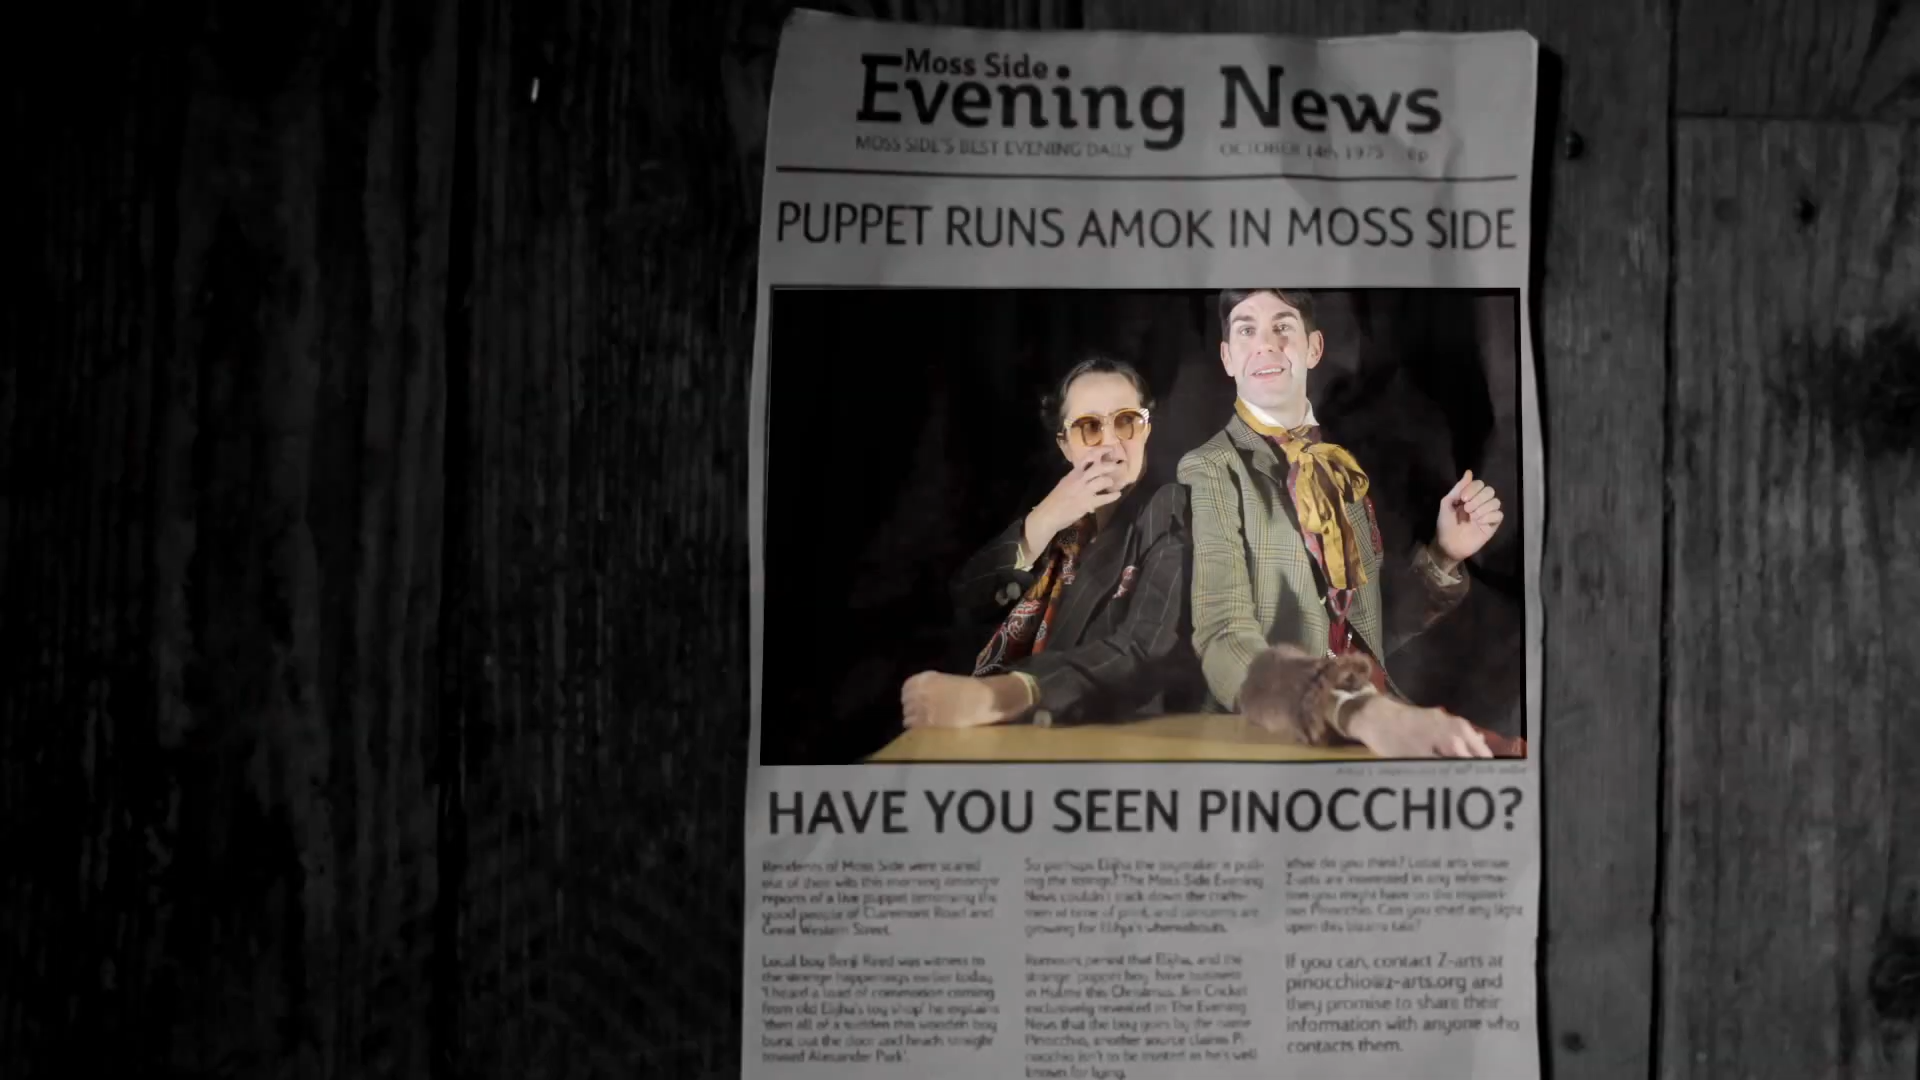 Moss Side
Evening News
MOSS SIDE'S BEST EVENING DAILY
OCTOBER 14th 1975 6p
PUPPET RUNS AMOK IN MOSS SIDE
HAVE YOU SEEN PINOCCHIO?
Residents of Moss Side were scared
out of their wits this morning amongst
reports of a live puppet terrorising the
good people of Claremont Road and
Great Western Street.
Local boy Benji Reed was witness to
the strange happenings earlier today.
'I heard a load of commotion coming
from old Elijha's toy shop' he explains
'then all of a sudden this wooden boy
burst out the door and heads straight
toward Alexander Park'.
So perhaps Elijha the toymaker is pull-
ing the strings? The Moss Side Evening
News couldn't track down the crafts-
man at time of print, and concerns are
growing for Elijha's whereabouts.
Rumours persist that Elijha, and the
strange puppet boy, have business
in Hulme this Christmas. Jim Cricket
exclusively revealed in The Evening
News that the boy goes by the name
Pinocchio, another source claims Pi-
nocchio isn't to be trusted as he's well
known for lying.
What do you think? Local arts venue
Z-arts are interested in any informa-
tion you might have on the mysteri-
ous Pinocchio. Can you shed any light
upon this bizarre tale?
If you can, contact Z-arts at
pinocchio@z-arts.org and
they promise to share their
information with anyone who
contacts them.